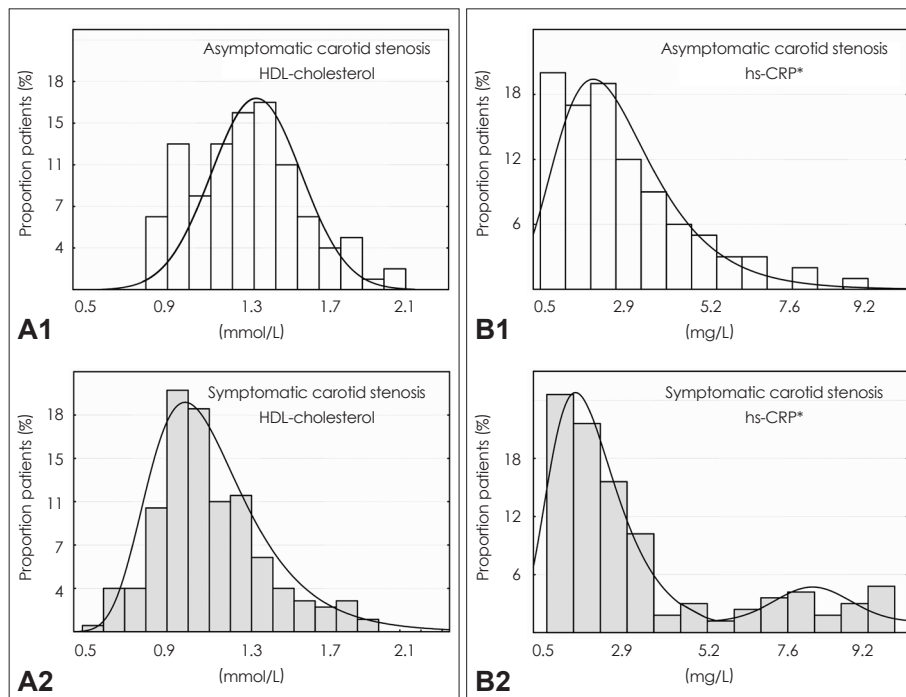 Asymptomatic carotid stenosis
HDL-cholesterol
Proportion patients (%)
18
15
11
7
4
0.5 0.9 1.3 1.7 2.1
(mmol/L)
A1
Asymptomatic carotid stenosis
hs-CRP*
Proportion patients (%)
18
12
6
0.5 2.9 5.2 7.6 9.2
(mg/L)
B1
Symptomatic carotid stenosis
HDL-cholesterol
Proportion patients (%)
18
15
11
7
4
0.5 0.9 1.3 1.7 2.1
(mmol/L)
A2
Symptomatic carotid stenosis
hs-CRP*
Proportion patients (%)
18
12
6
0.5 2.9 5.2 7.6 9.2
(mg/L)
B2